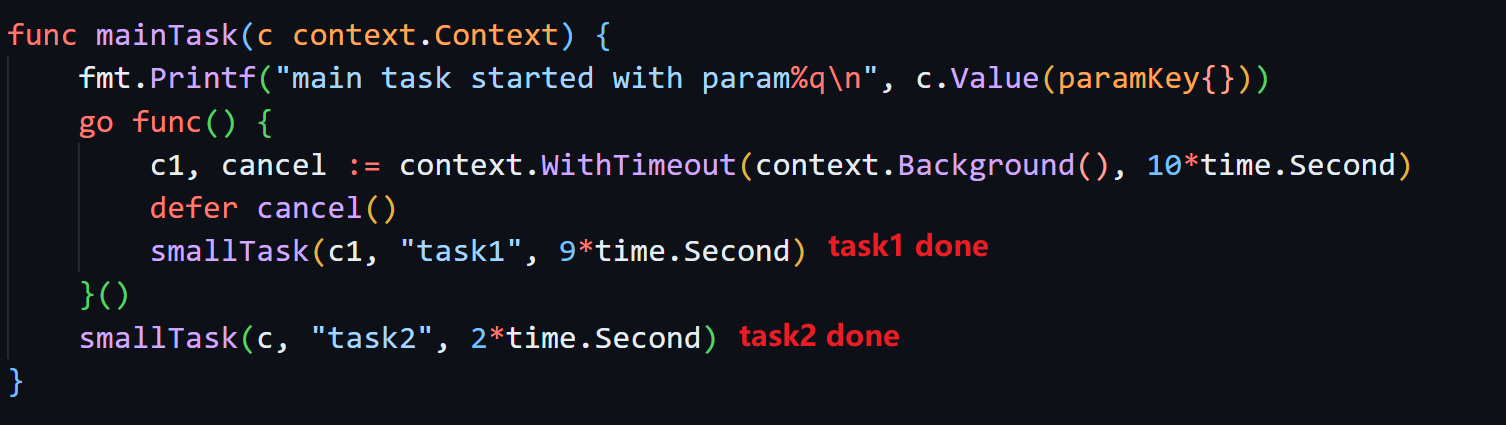 func mainTask(c context.Context) {
    fmt.Printf("main task started with param%q\n", c.Value(paramKey{}))
    go func() {
        c1, cancel := context.WithTimeout(context.Background(), 10*time.Second)
        defer cancel()
        smallTask(c1, "task1", 9*time.Second) task1 done
    }()
    smallTask(c, "task2", 2*time.Second) task2 done
}